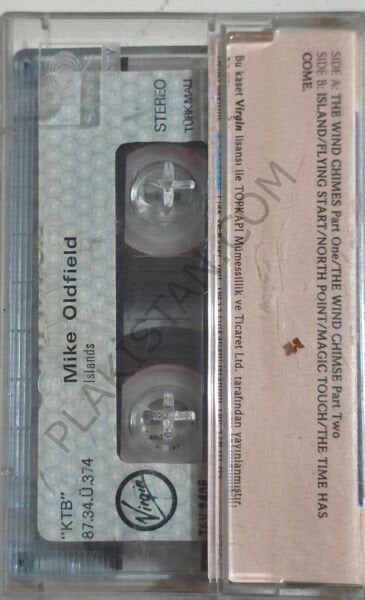 SIDE A: THE WIND CHIMES Part One/THE WIND CHIMSE Part Two
SIDE B: ISLAND/FLYING START/NORTH POINT/MAGIC TOUCH/THE TIME HAS
COME.
Bu kaset Virgin lisansı ile TOPKAPI Mümessillik ve Ticaret Ltd. tarafından yayınlanmıştır.
STEREO
TÜRK MALI
Mike Oldfield
Islands
"KTB"
87.34.Ü.374
Virgin
PLAKISTAN.COM